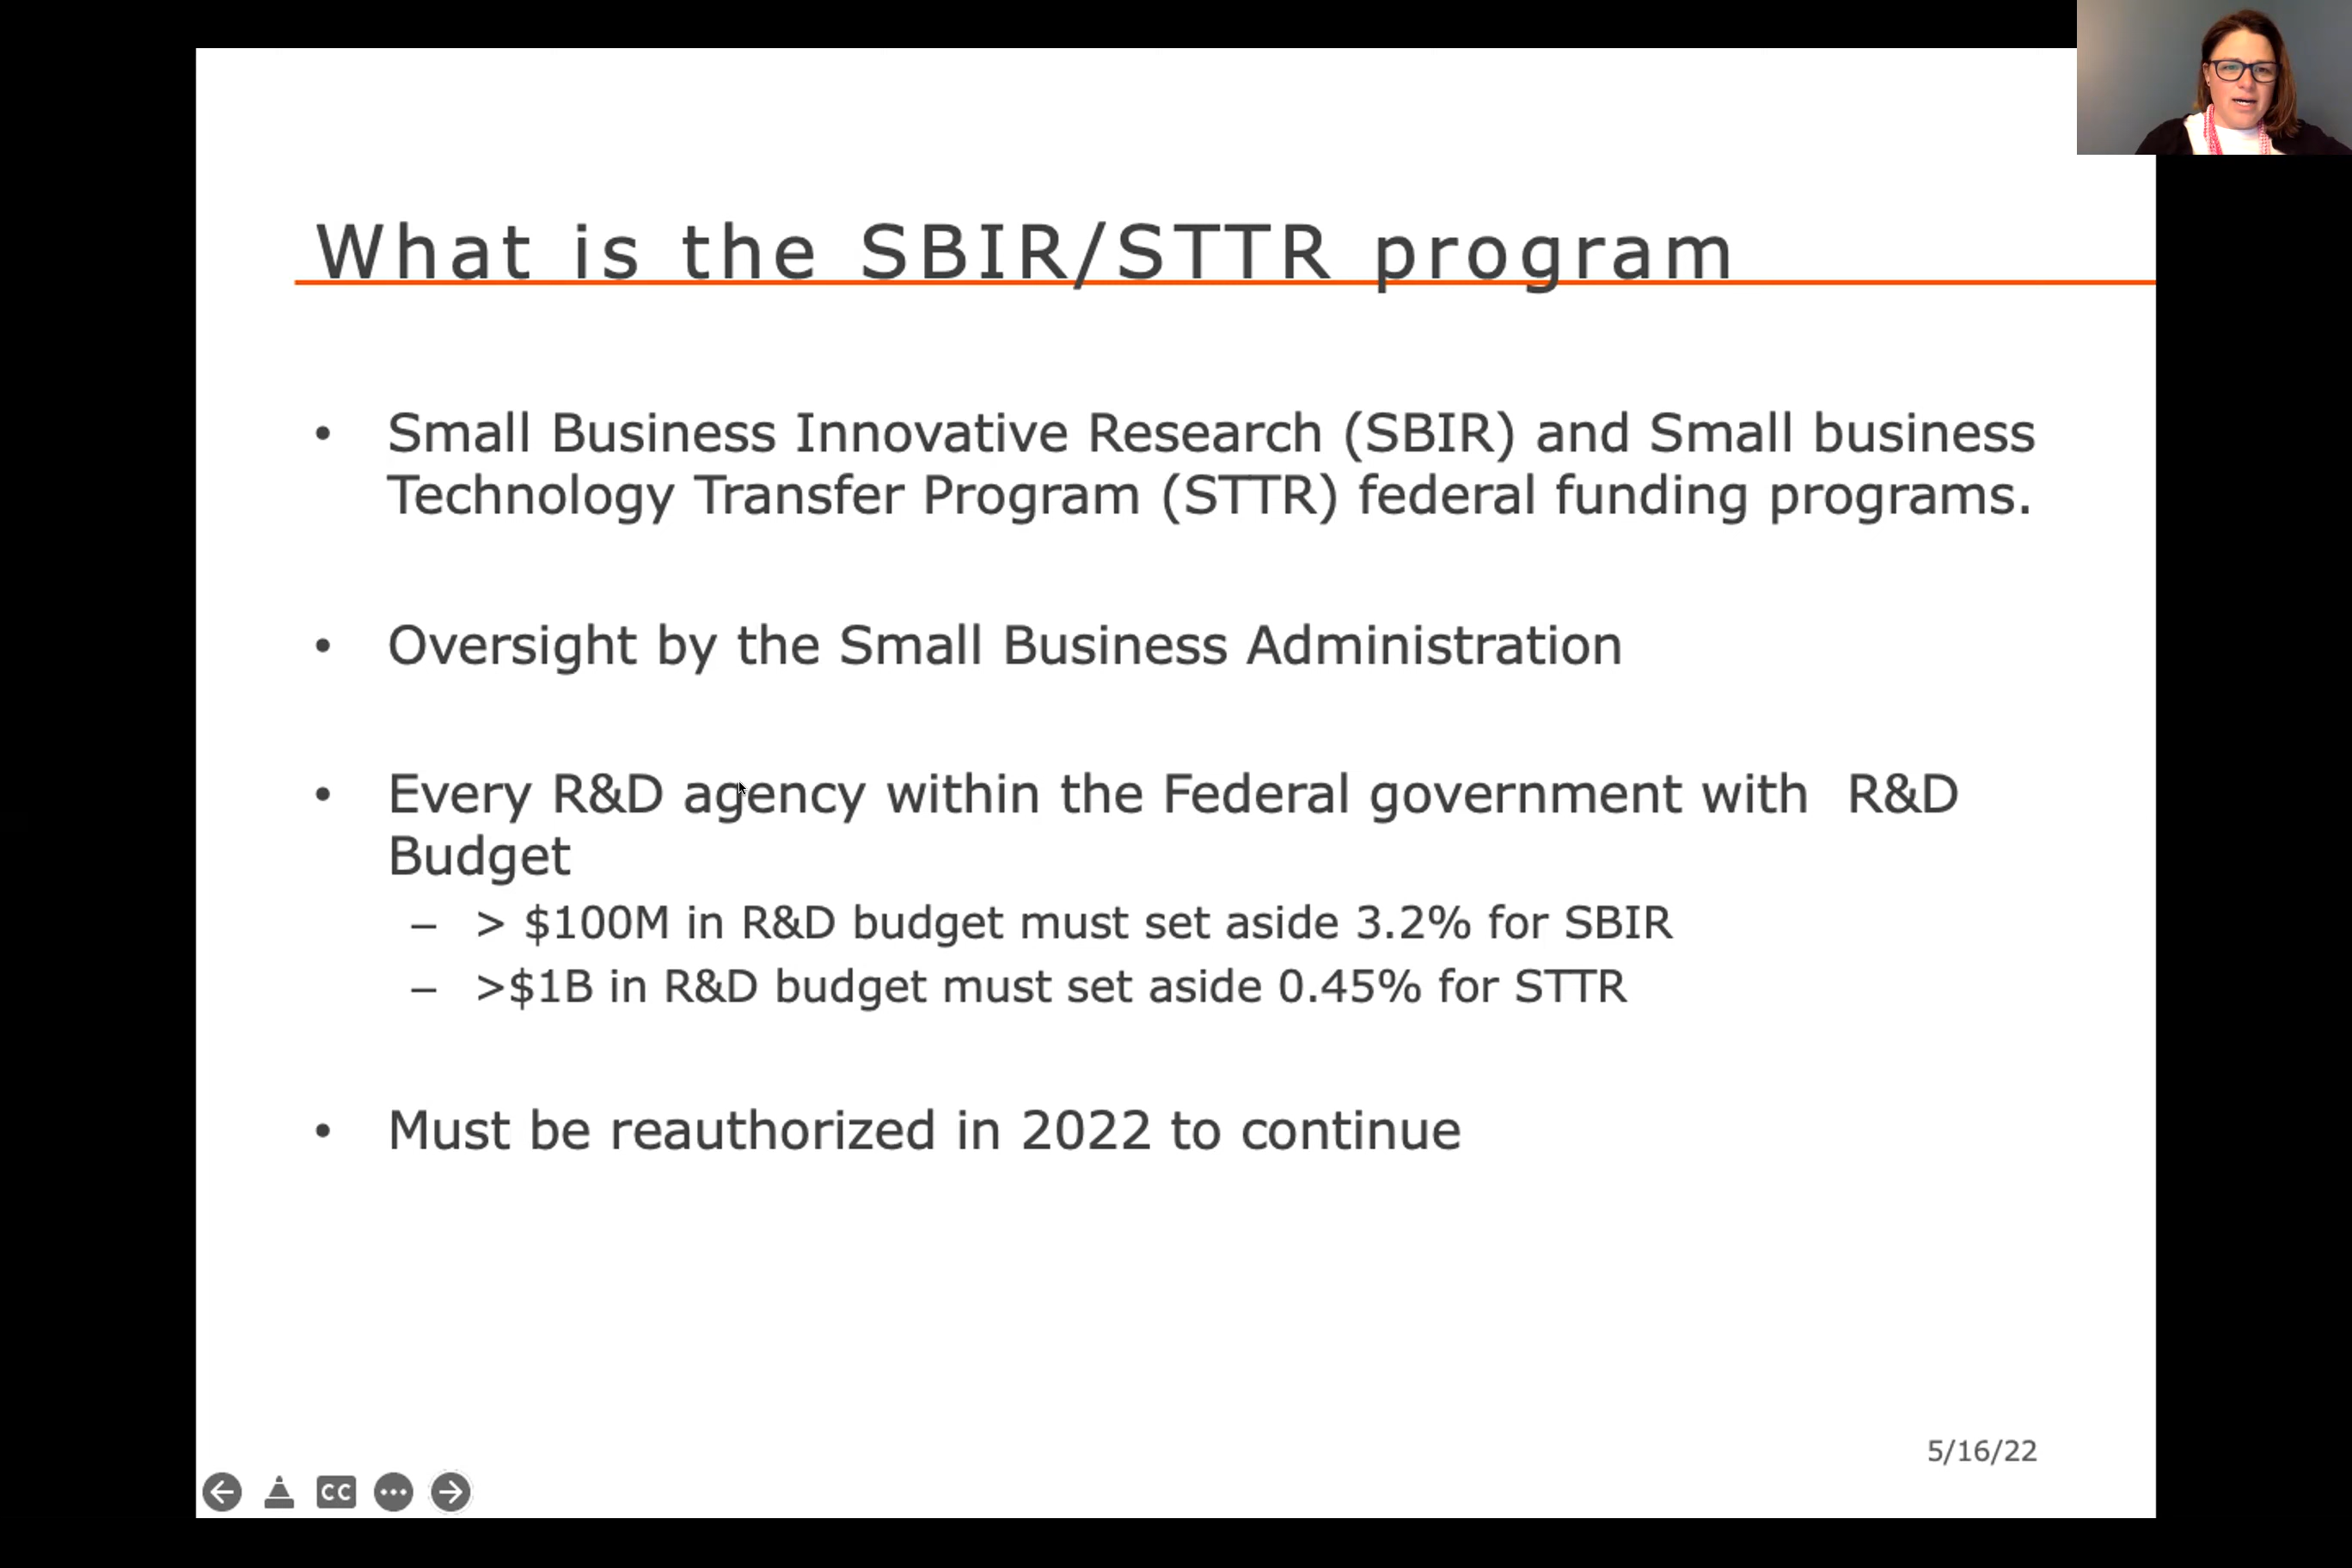 What is the SBIR/STTR program
• Small Business Innovative Research (SBIR) and Small business
Technology Transfer Program (STTR) federal funding programs.
• Oversight by the Small Business Administration
• Every R&D agency within the Federal government with  R&D
Budget
– > $100M in R&D budget must set aside 3.2% for SBIR
– >$1B in R&D budget must set aside 0.45% for STTR
• Must be reauthorized in 2022 to continue
5/16/22
CC